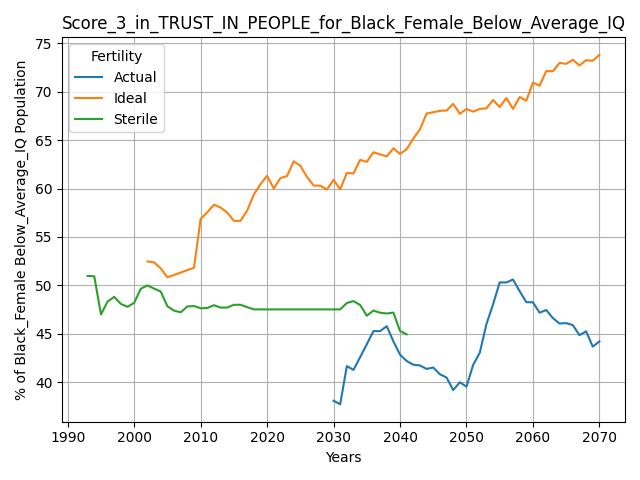 Score_3_in_TRUST_IN_PEOPLE_for_Black_Female_Below_Average_IQ
Fertility
Actual
Ideal
Sterile
% of Black_Female Below_Average_IQ Population
75
70
65
60
55
50
45
40
1990
2000
2010
2020
2030
2040
2050
2060
2070
Years